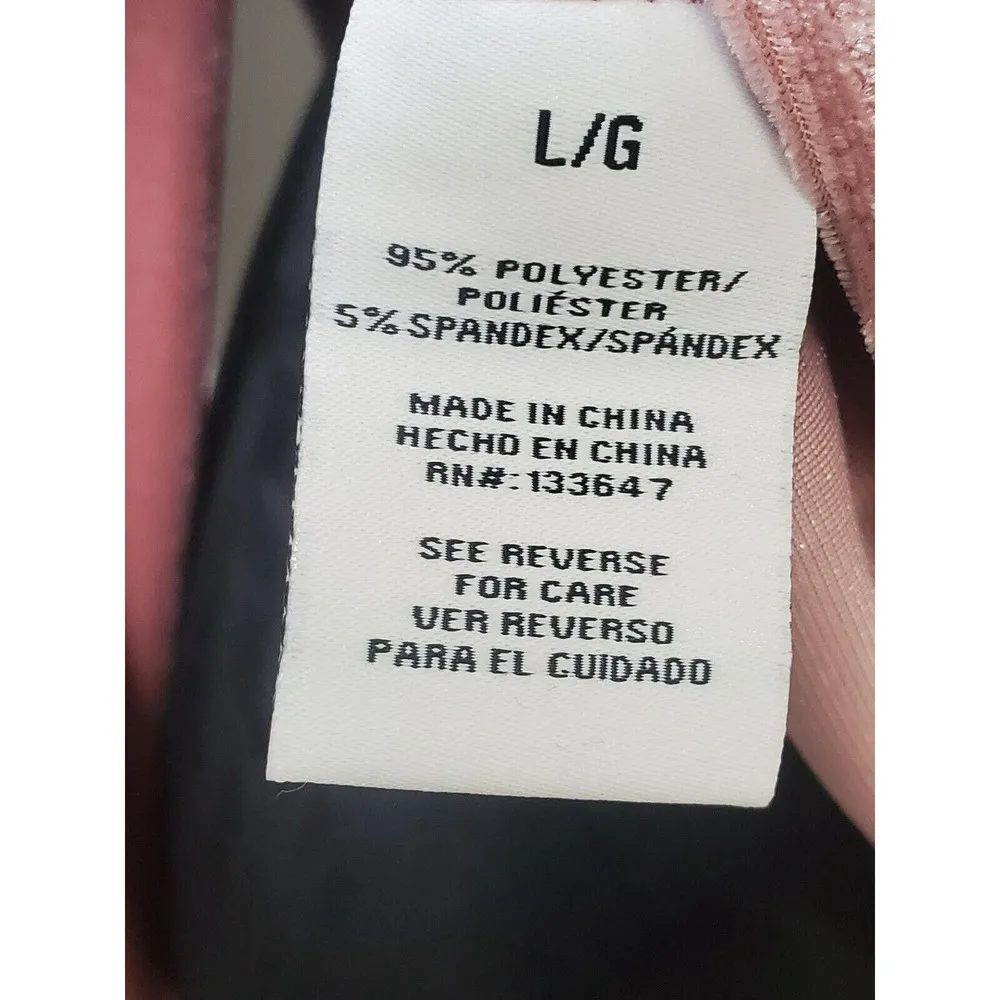 L/G
95% POLYESTER/
POLIÉSTER
5% SPANDEX/SPÁNDEX
MADE IN CHINA
HECHO EN CHINA
RN#:133647
SEE REVERSE
FOR CARE
VER REVERSO
PARA EL CUIDADO